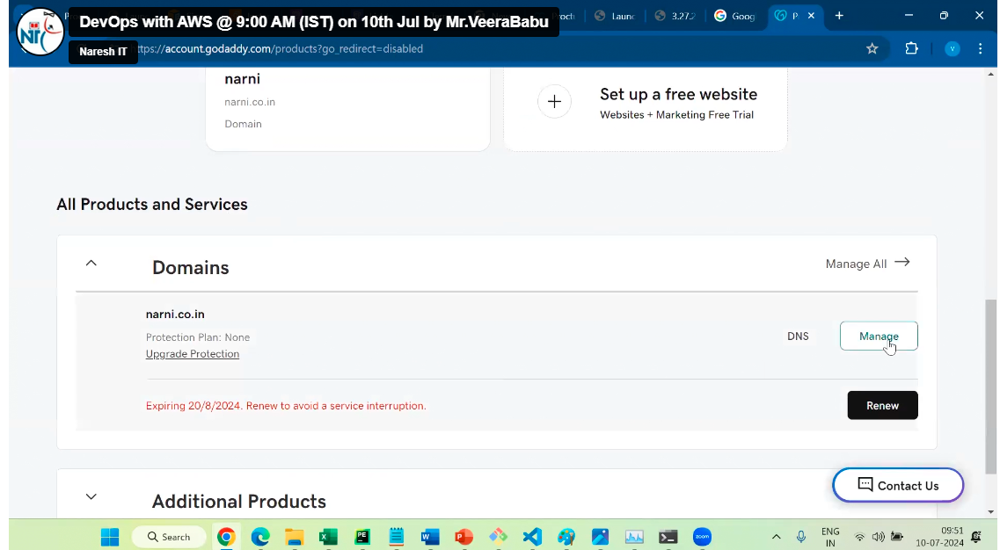 DevOps with AWS @ 9:00 AM (IST) on 10th Jul by Mr.VeeraBabu
Laun
3.27.2
Goog
P
Naresh IT
ttps://account.godaddy.com/products?go_redirect=disabled
V
narni
narni.co.in
Domain
Set up a free website
Websites + Marketing Free Trial
All Products and Services
Domains
Manage All
narni.co.in
Protection Plan: None
Upgrade Protection
DNS
Manage
Expiring 20/8/2024. Renew to avoid a service interruption.
Renew
Contact Us
Additional Products
Search
zoom
ENG
IN
09:51
10-07-2024